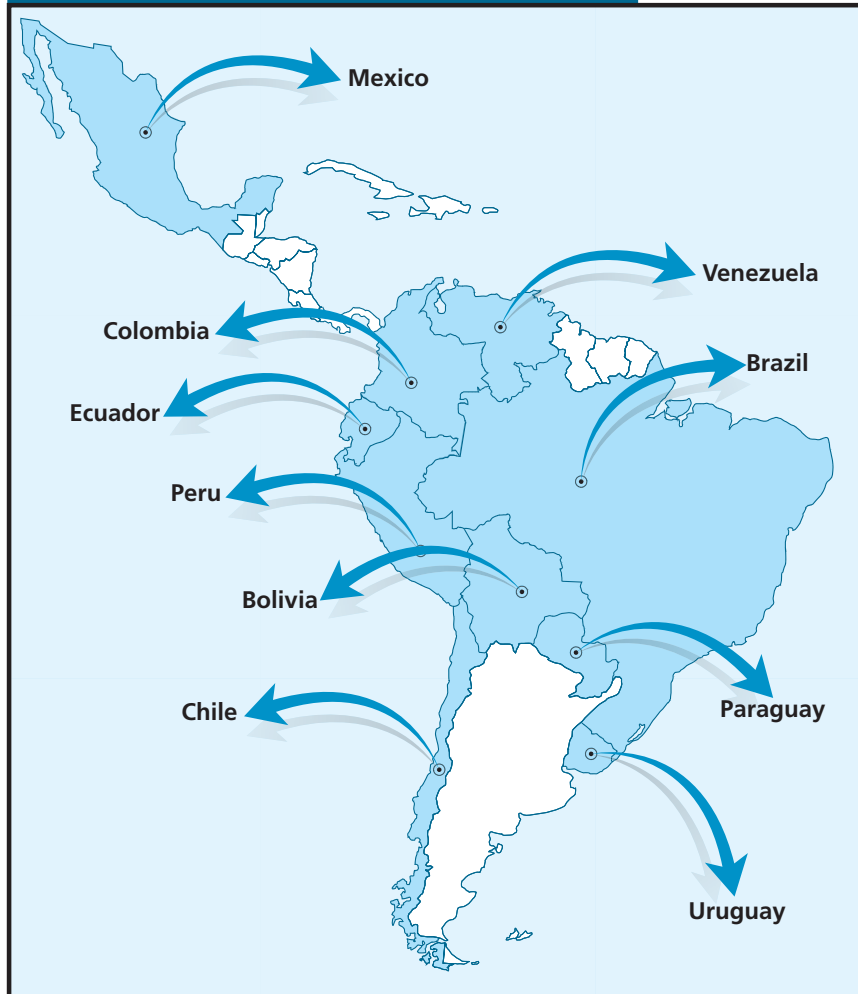 Mexico
Venezuela
Colombia
Brazil
Ecuador
Peru
Bolivia
Chile
Paraguay
Uruguay